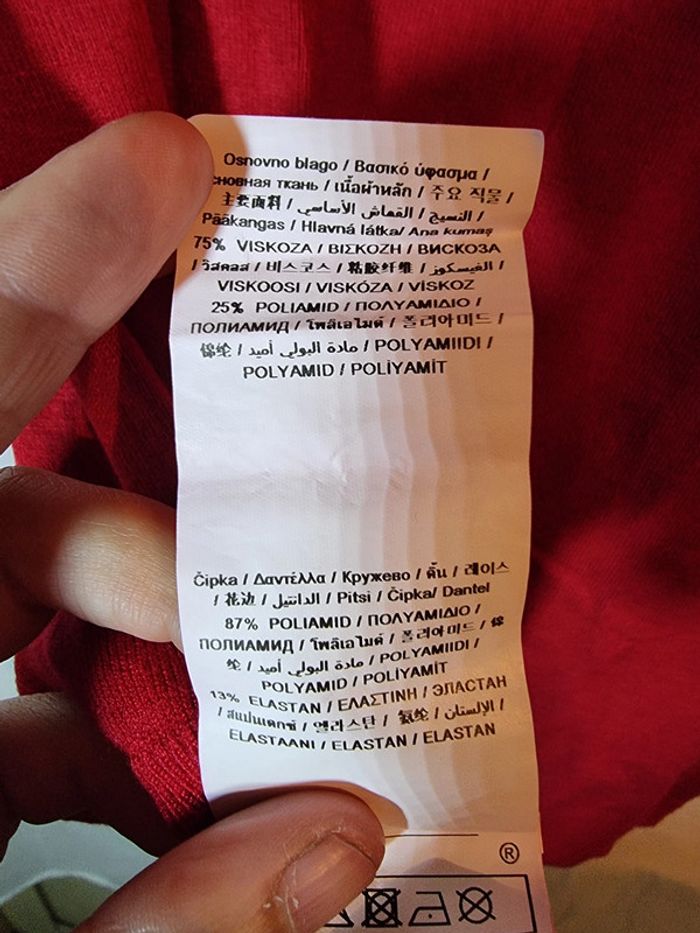 Osnovno blago / Βασικό ύφασμα /
сновная ткань / เนื้อผ้าหลัก / 주요 직물 /
主要面料 / النسيج / القماش الأساسي /
Pääkangas / Hlavná látka/ Ana kumaş
75% VISKOZA / ΒΙΣΚΟΖΗ / ВИСКОЗА
/ วิสคอส / 비스코스 / 粘胶纤维 / الفيسكوز /
VISKOOSI / VISKÓZA / VİSKOZ
25% POLIAMID / ΠΟΛΥΑΜΙΔΙΟ /
ПОЛИАМИД / โพลีเอไมด์ / 폴리아미드 /
锦纶 / مادة البولي أميد / POLYAMIIDI /
POLYAMID / POLİYAMİT
Čipka / Δαντέλλα / Кружево / ดิ้น / 레이스
/ 花边 / الدانتيل / Pitsi / Čipka/ Dantel
87% POLIAMID / ΠΟΛΥΑΜΙΔΙΟ /
ПОЛИАМИД / โพลีเอไมด์ / 폴리아미드 / 锦
纶 / مادة البولي أميد / POLYAMIIDI /
POLYAMID / POLİYAMİT
13% ELASTAN / ΕΛΑΣΤΙΝΗ / ЭЛАСТАН
/ สแปนเดกซ์ / 엘라스탄 / 氨纶 / الإلستان /
ELASTAANI / ELASTAN / ELASTAN
®